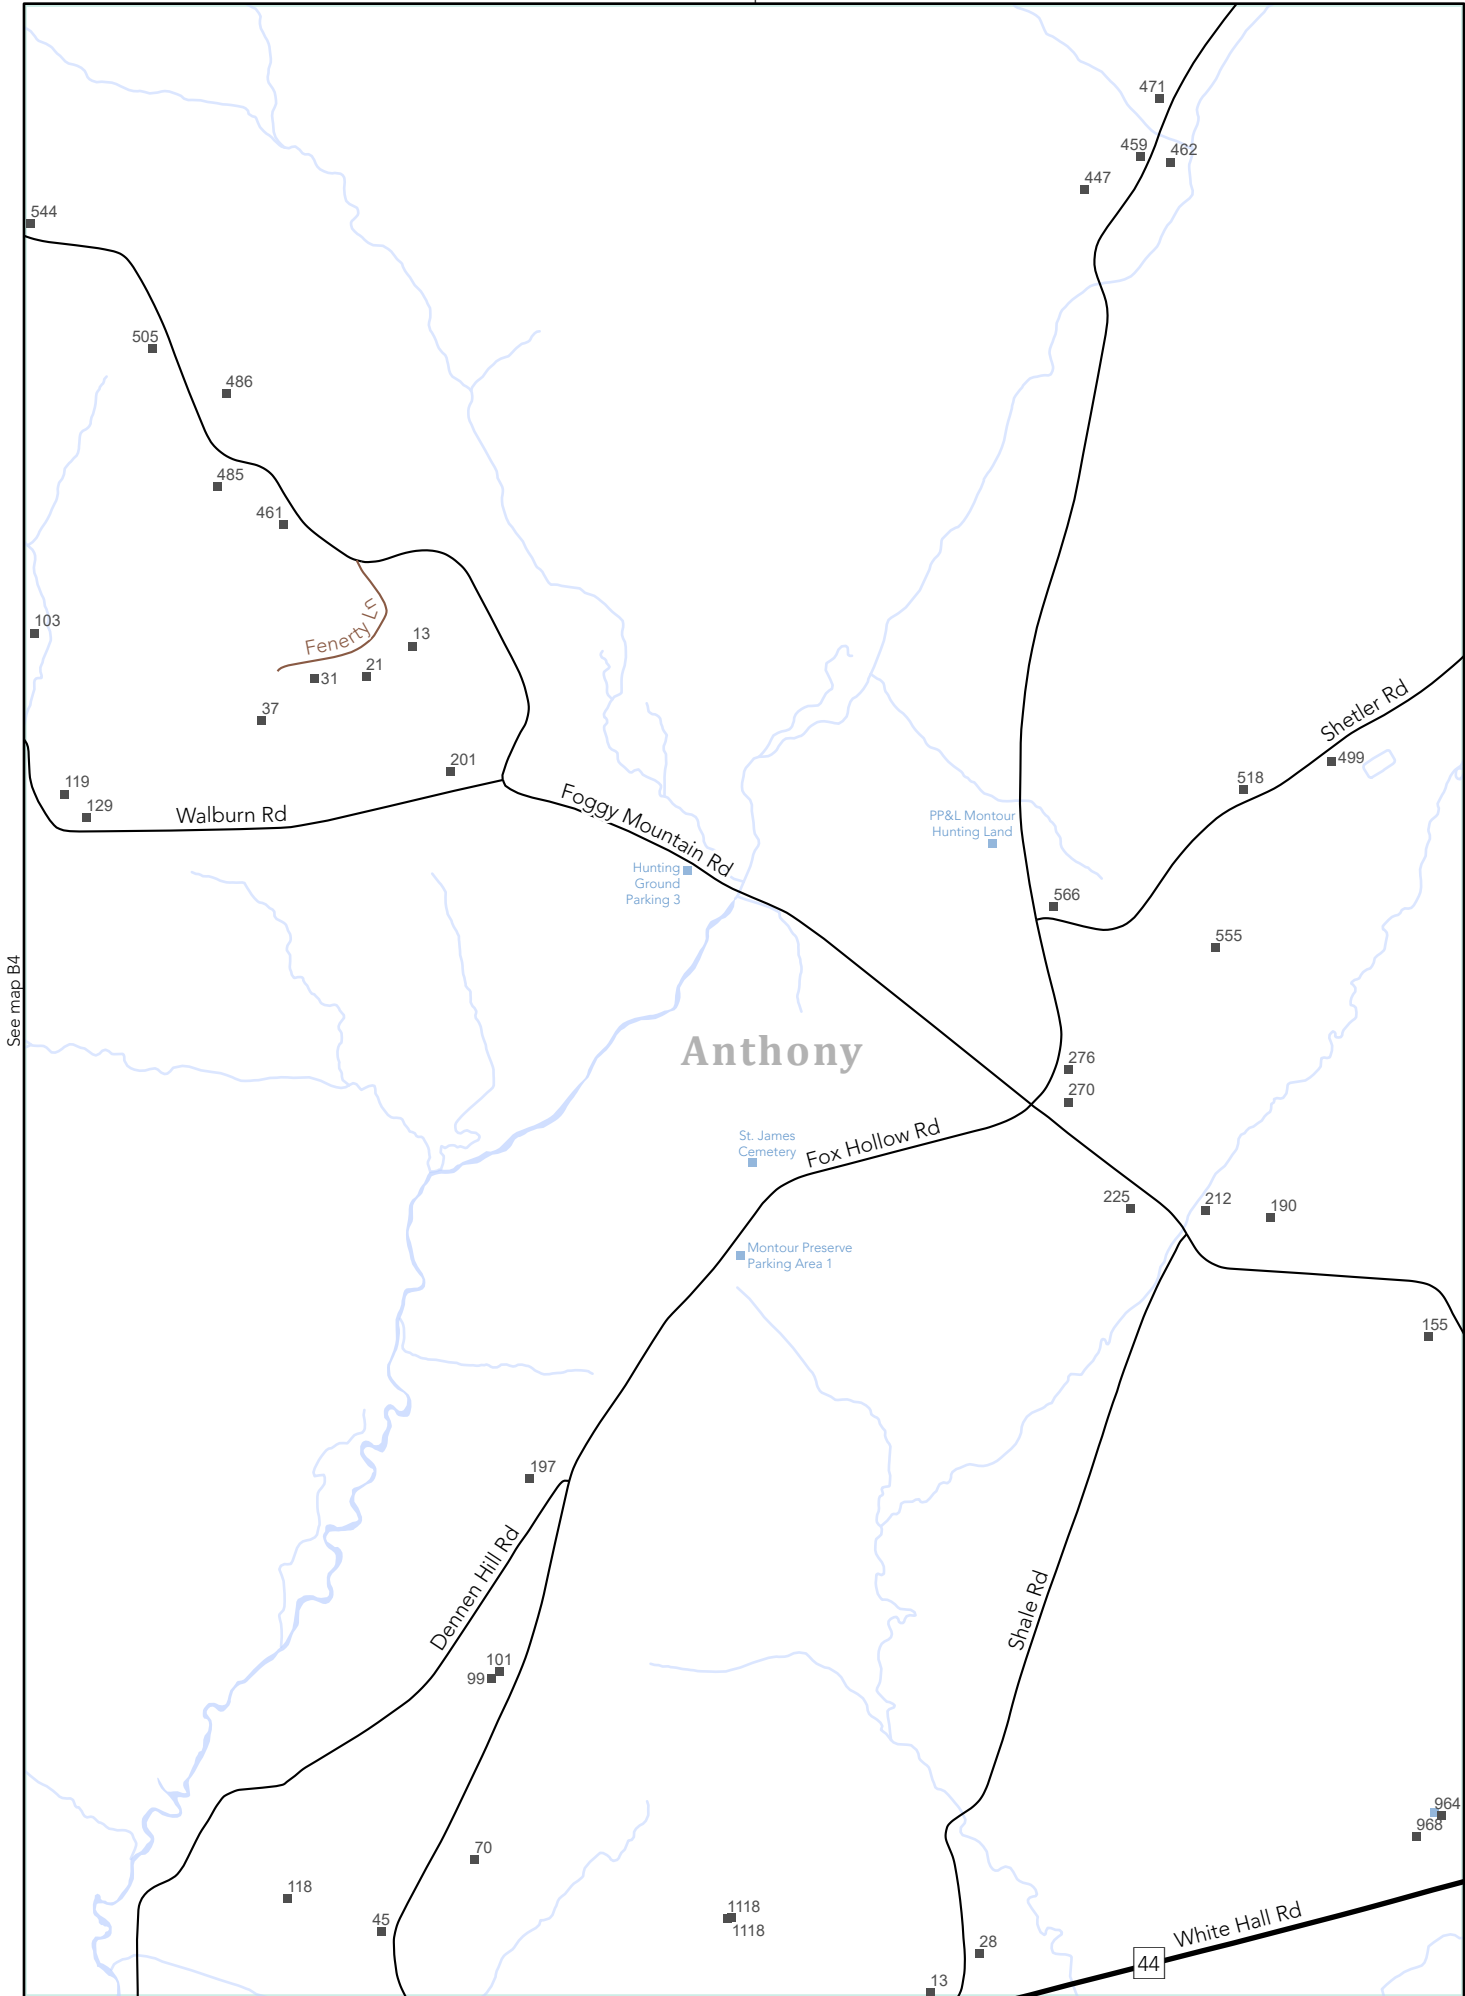 471
459
462
447
544
505
486
485
461
103
Fenerty Ln
13
21
31
37
201
119
129
Walburn Rd
Foggy Mountain Rd
Shetler Rd
499
518
PP&L Montour
Hunting Land
Hunting
Ground
Parking 3
566
555
See map B4
Anthony
276
270
St. James
Cemetery
Fox Hollow Rd
225
212
190
Montour Preserve
Parking Area 1
155
197
Dennen Hill Rd
Shale Rd
101
99
964
968
70
118
45
1118
1118
28
White Hall Rd
44
13